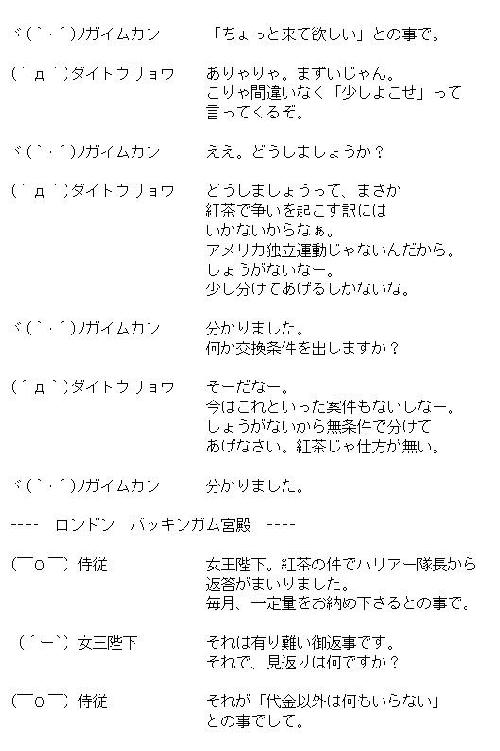 ヾ(｀・´)ﾉガイムカン 「ちょっと来て欲しい」との事で。
(｀д´)ダイトウリョウ ありゃりゃ。まずいじゃん。
こりゃ間違いなく「少しよこせ」って
言ってくるぞ。
ヾ(｀・´)ﾉガイムカン ええ。どうしましょうか？
(｀д´)ダイトウリョウ どうしましょうって、まさか
紅茶で争いを起こす訳には
いかないからなぁ。
アメリカ独立運動じゃないんだから。
しょうがないなー。
少し分けてあげるしかないな。
ヾ(｀・´)ﾉガイムカン 分かりました。
何か交換条件を出しますか？
(｀д´)ダイトウリョウ そーだなー。
今はこれといった案件もないしなー。
しょうがないから無条件で分けて
あげなさい。紅茶じゃ仕方が無い。
ヾ(｀・´)ﾉガイムカン 分かりました。
---- ロンドン バッキンガム宮殿 ----
(￣o￣) 侍従 女王陛下。紅茶の件でハリアー隊長から
返答がまいりました。
毎月、一定量をお納め下さるとの事で。
(´ー`) 女王陛下 それは有り難い御返事です。
それで、見返りは何ですか？
(￣o￣) 侍従 それが「代金以外は何もいらない」
との事でして。